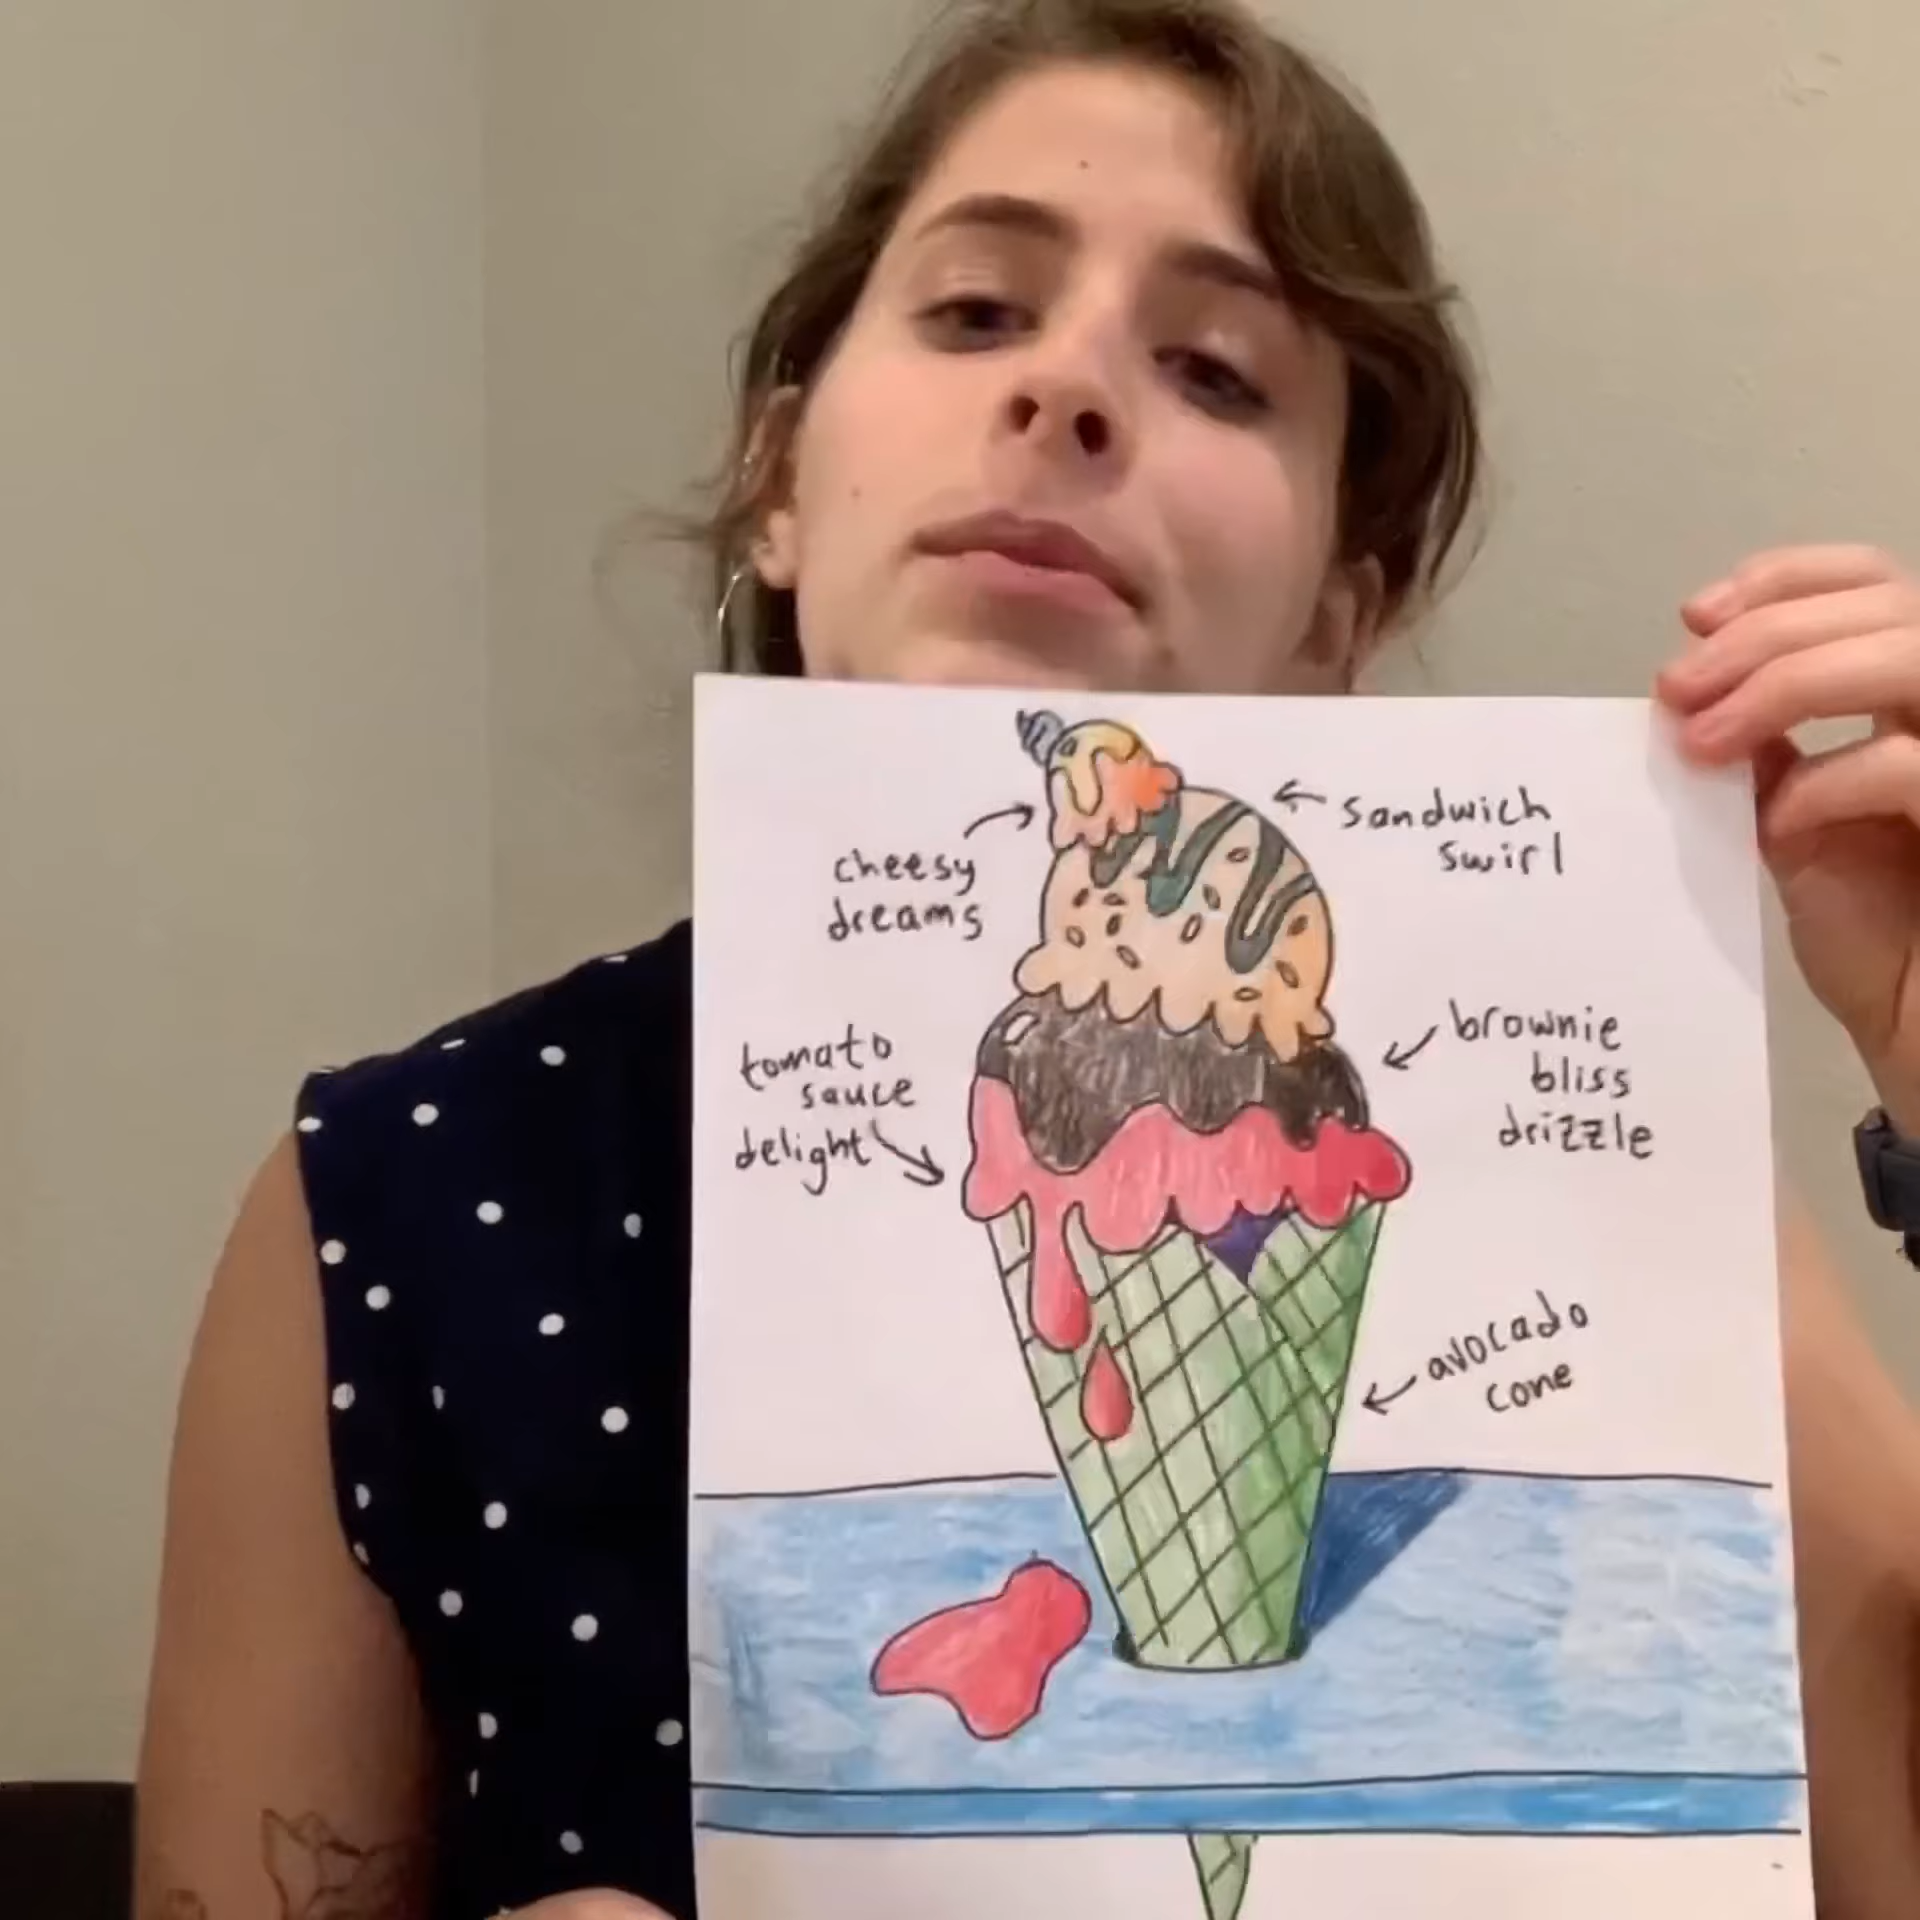 sandwich
swirl
cheesy
dreams
brownie
bliss
drizzle
tomato
sauce
delight
avocado
cone